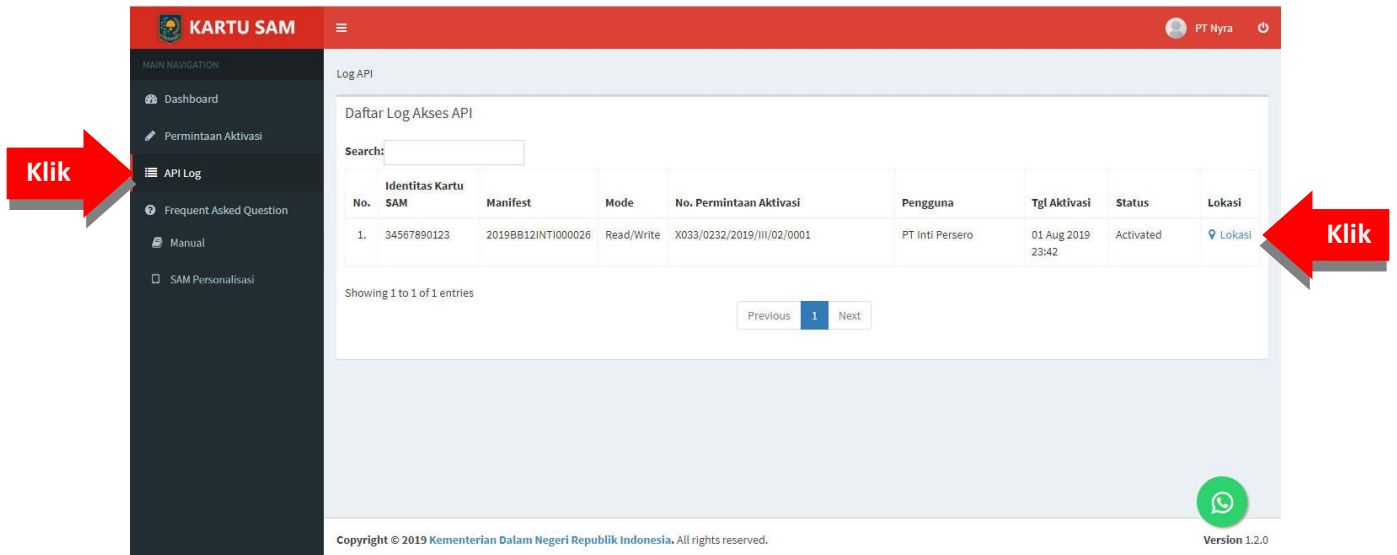 KARTU SAM
PT Nyra
MAIN NAVIGATION
Dashboard
Permintaan Aktivasi
API Log
Frequent Asked Question
Manual
SAM Personalisasi
Klik
Log API
Daftar Log Akses API
Search:
No. Identitas Kartu SAM Manifest Mode No. Permintaan Aktivasi Pengguna Tgl Aktivasi Status Lokasi
1. 34567890123 2019BB12INTI000026 Read/Write X033/0232/2019/III/02/0001 PT Inti Persero 01 Aug 2019 23:42 Activated Lokasi
Klik
Showing 1 to 1 of 1 entries
Previous 1 Next
Copyright © 2019 Kementerian Dalam Negeri Republik Indonesia. All rights reserved.
Version 1.2.0